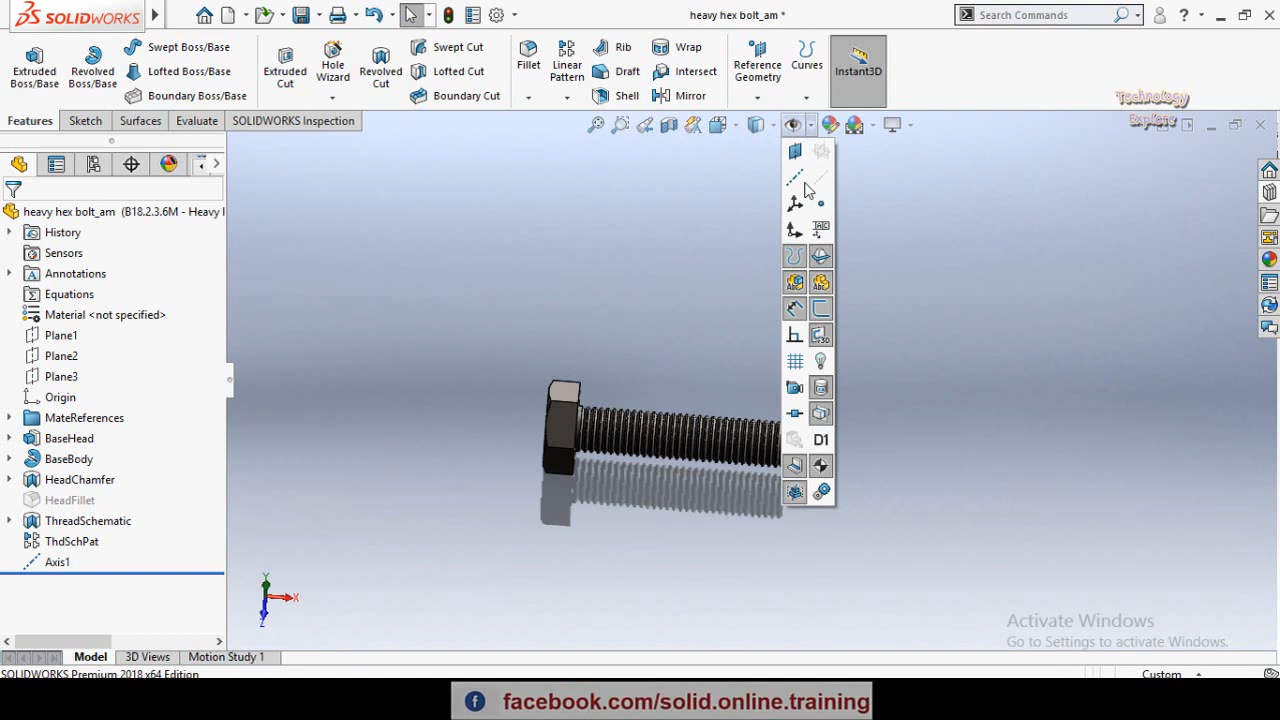 SOLIDWORKS
heavy hex bolt_am *
Search Commands
?
Extruded Boss/Base
Revolved Boss/Base
Swept Boss/Base
Lofted Boss/Base
Boundary Boss/Base
Extruded Cut
Hole Wizard
Revolved Cut
Swept Cut
Lofted Cut
Boundary Cut
Fillet
Linear Pattern
Rib
Draft
Shell
Wrap
Intersect
Mirror
Reference Geometry
Curves
Instant3D
Technology
Explore
Features
Sketch
Surfaces
Evaluate
SOLIDWORKS Inspection
heavy hex bolt_am (B18.2.3.6M - Heavy
History
Sensors
Annotations
Equations
Material <not specified>
Plane1
Plane2
Plane3
Origin
MateReferences
BaseHead
BaseBody
HeadChamfer
HeadFillet
ThreadSchematic
ThdSchPat
Axis1
D1
Y
X
Z
Activate Windows
Go to Settings to activate Windows.
Model
3D Views
Motion Study 1
SOLIDWORKS Premium 2018 x64 Edition
Custom
f facebook.com/solid.online.training